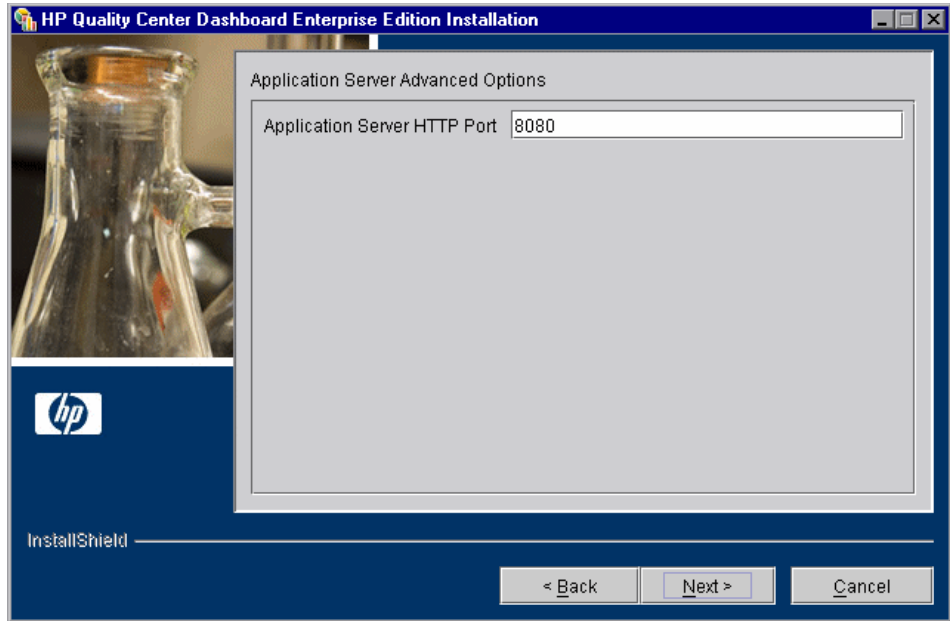 HP Quality Center Dashboard Enterprise Edition Installation
Application Server Advanced Options
Application Server HTTP Port 8080
hp
InstallShield
< Back Next > Cancel